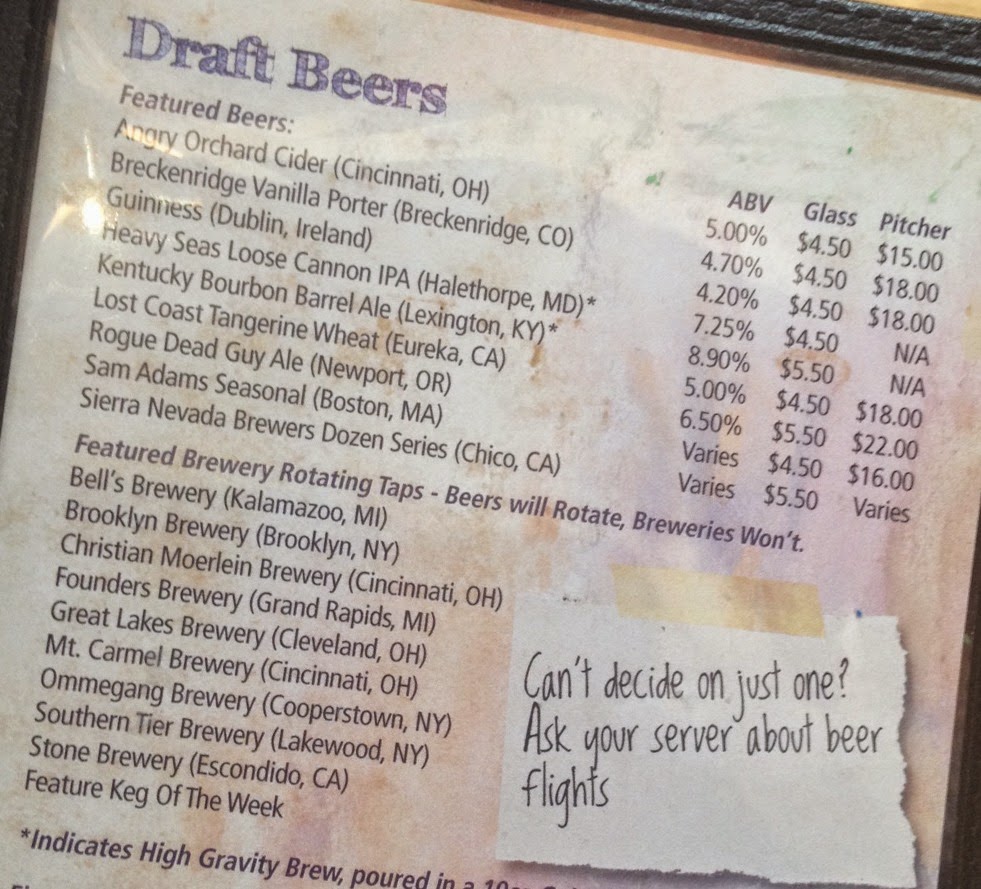 Draft Beers
Featured Beers:
ABV Glass Pitcher
Angry Orchard Cider (Cincinnati, OH) 5.00% $4.50 $15.00
Breckenridge Vanilla Porter (Breckenridge, CO) 4.70% $4.50 $18.00
Guinness (Dublin, Ireland) 4.20% $4.50 $18.00
Heavy Seas Loose Cannon IPA (Halethorpe, MD)* 7.25% $4.50 N/A
Kentucky Bourbon Barrel Ale (Lexington, KY)* 8.90% $5.50 N/A
Lost Coast Tangerine Wheat (Eureka, CA) 5.00% $4.50 $18.00
Rogue Dead Guy Ale (Newport, OR) 6.50% $5.50 $22.00
Sam Adams Seasonal (Boston, MA) Varies $4.50 $16.00
Sierra Nevada Brewers Dozen Series (Chico, CA) Varies $5.50 Varies
Featured Brewery Rotating Taps - Beers will Rotate, Breweries Won't.
Bell's Brewery (Kalamazoo, MI)
Brooklyn Brewery (Brooklyn, NY)
Christian Moerlein Brewery (Cincinnati, OH)
Founders Brewery (Grand Rapids, MI)
Great Lakes Brewery (Cleveland, OH)
Mt. Carmel Brewery (Cincinnati, OH)
Ommegang Brewery (Cooperstown, NY)
Southern Tier Brewery (Lakewood, NY)
Stone Brewery (Escondido, CA)
Feature Keg Of The Week
*Indicates High Gravity Brew, poured in a
Can't decide on just one?
Ask your server about beer
flights